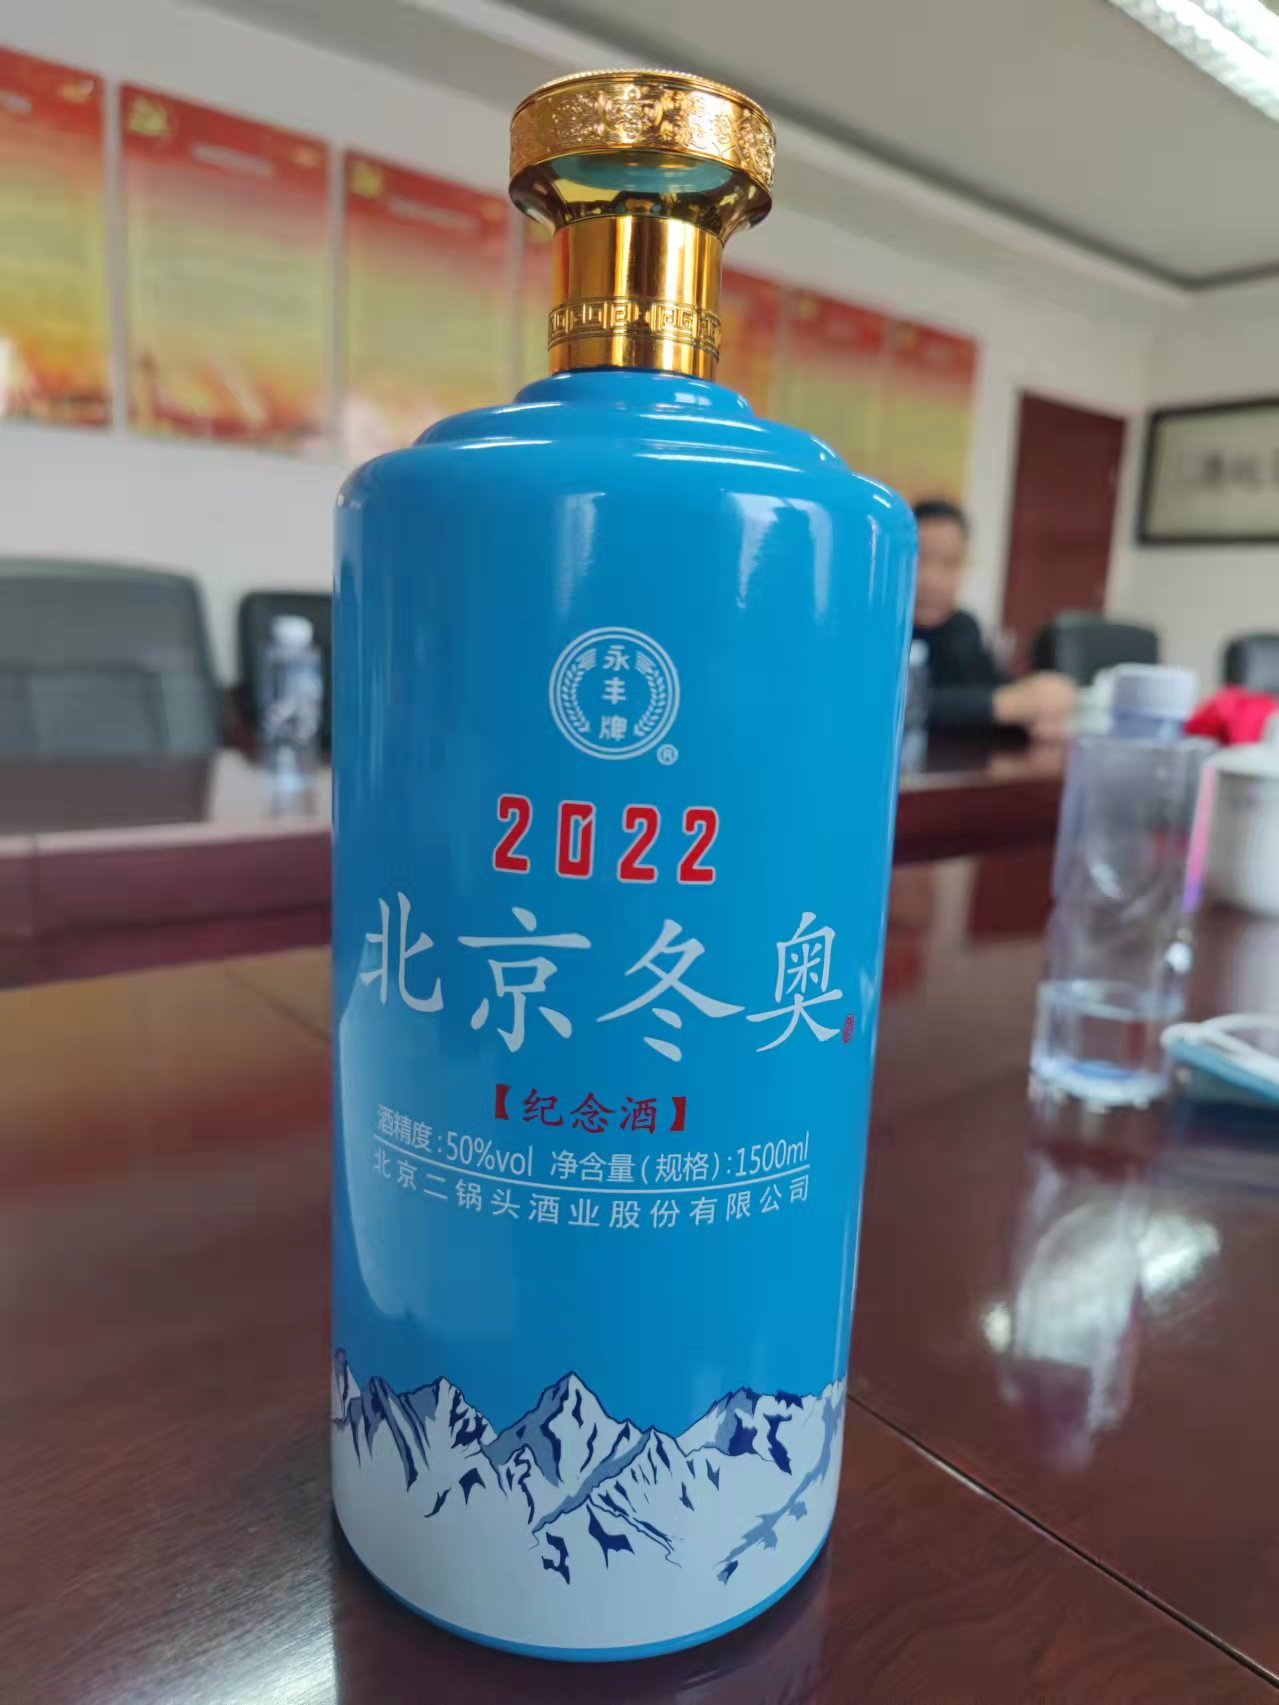 永
丰
牌
®
2022
北京冬奥
【纪念酒】
酒精度:50%vol 净含量(规格):1500ml
北京二锅头酒业股份有限公司